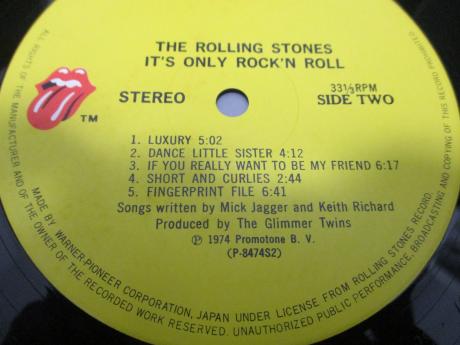 THE ROLLING STONES
IT'S ONLY ROCK'N ROLL
TM
STEREO
33⅓RPM
SIDE TWO
1. LUXURY 5:02
2. DANCE LITTLE SISTER 4:12
3. IF YOU REALLY WANT TO BE MY FRIEND 6:17
4. SHORT AND CURLIES 2:44
5. FINGERPRINT FILE 6:41
Songs written by Mick Jagger and Keith Richard
Produced by The Glimmer Twins
Ⓟ 1974 Promotone B. V.
(P-8474S2)
MADE BY WARNER-PIONEER CORPORATION, JAPAN UNDER LICENSE FROM ROLLING STONES RECORD.
ALL RIGHTS OF THE MANUFACTURER AND OF THE OWNER OF THE RECORDED WORK RESERVED. UNAUTHORIZED PUBLIC PERFORMANCE, BROADCASTING AND COPYING OF THIS RECORD PROHIBITED